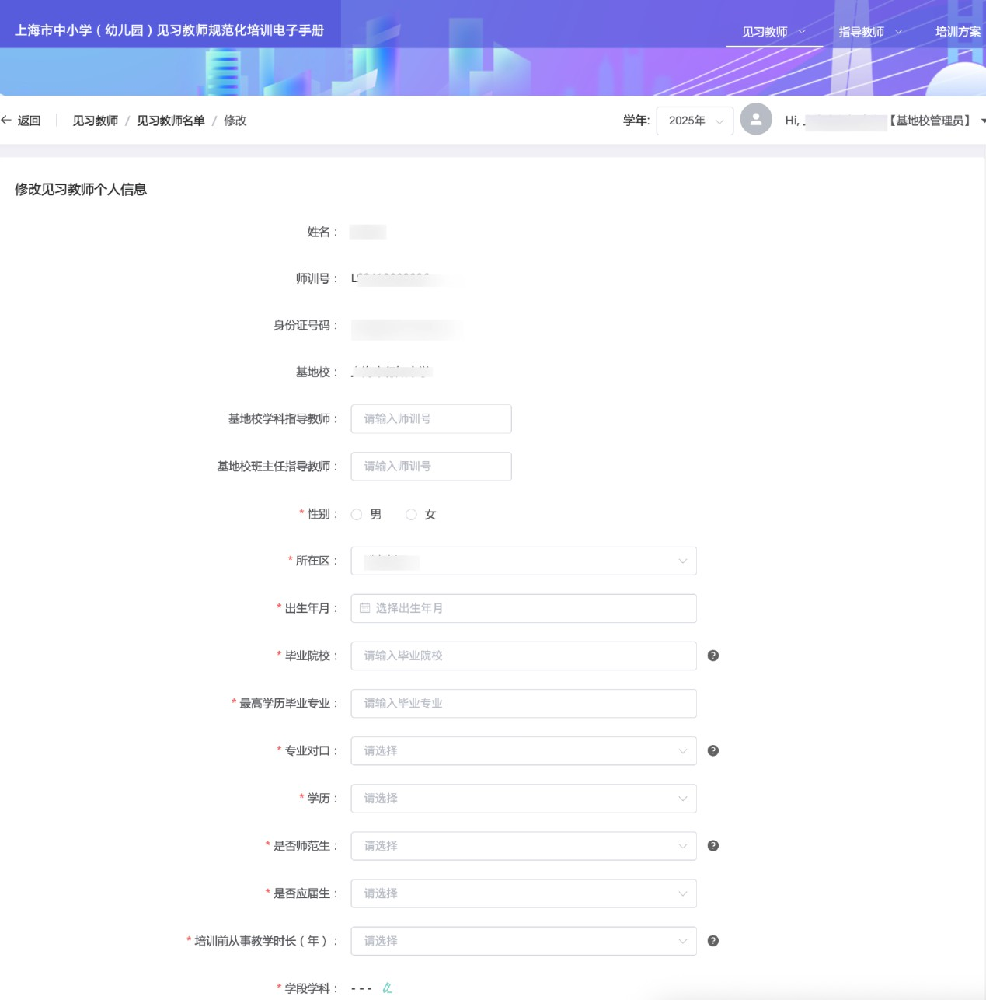 上海市中小学（幼儿园）见习教师规范化培训电子手册
见习教师 指导教师 培训方案
返回 见习教师 / 见习教师名单 / 修改 学年: 2025年 Hi, 【基地校管理员】
修改见习教师个人信息
姓名：
师训号：
身份证号码：
基地校：
基地校学科指导教师： 请输入师训号
基地校班主任指导教师： 请输入师训号
* 性别： 男 女
* 所在区：
* 出生年月： 选择出生年月
* 毕业院校： 请输入毕业院校
* 最高学历毕业专业： 请输入毕业专业
* 专业对口： 请选择
* 学历： 请选择
* 是否师范生： 请选择
* 是否应届生： 请选择
* 培训前从事教学时长（年）： 请选择
* 学段学科： - - -